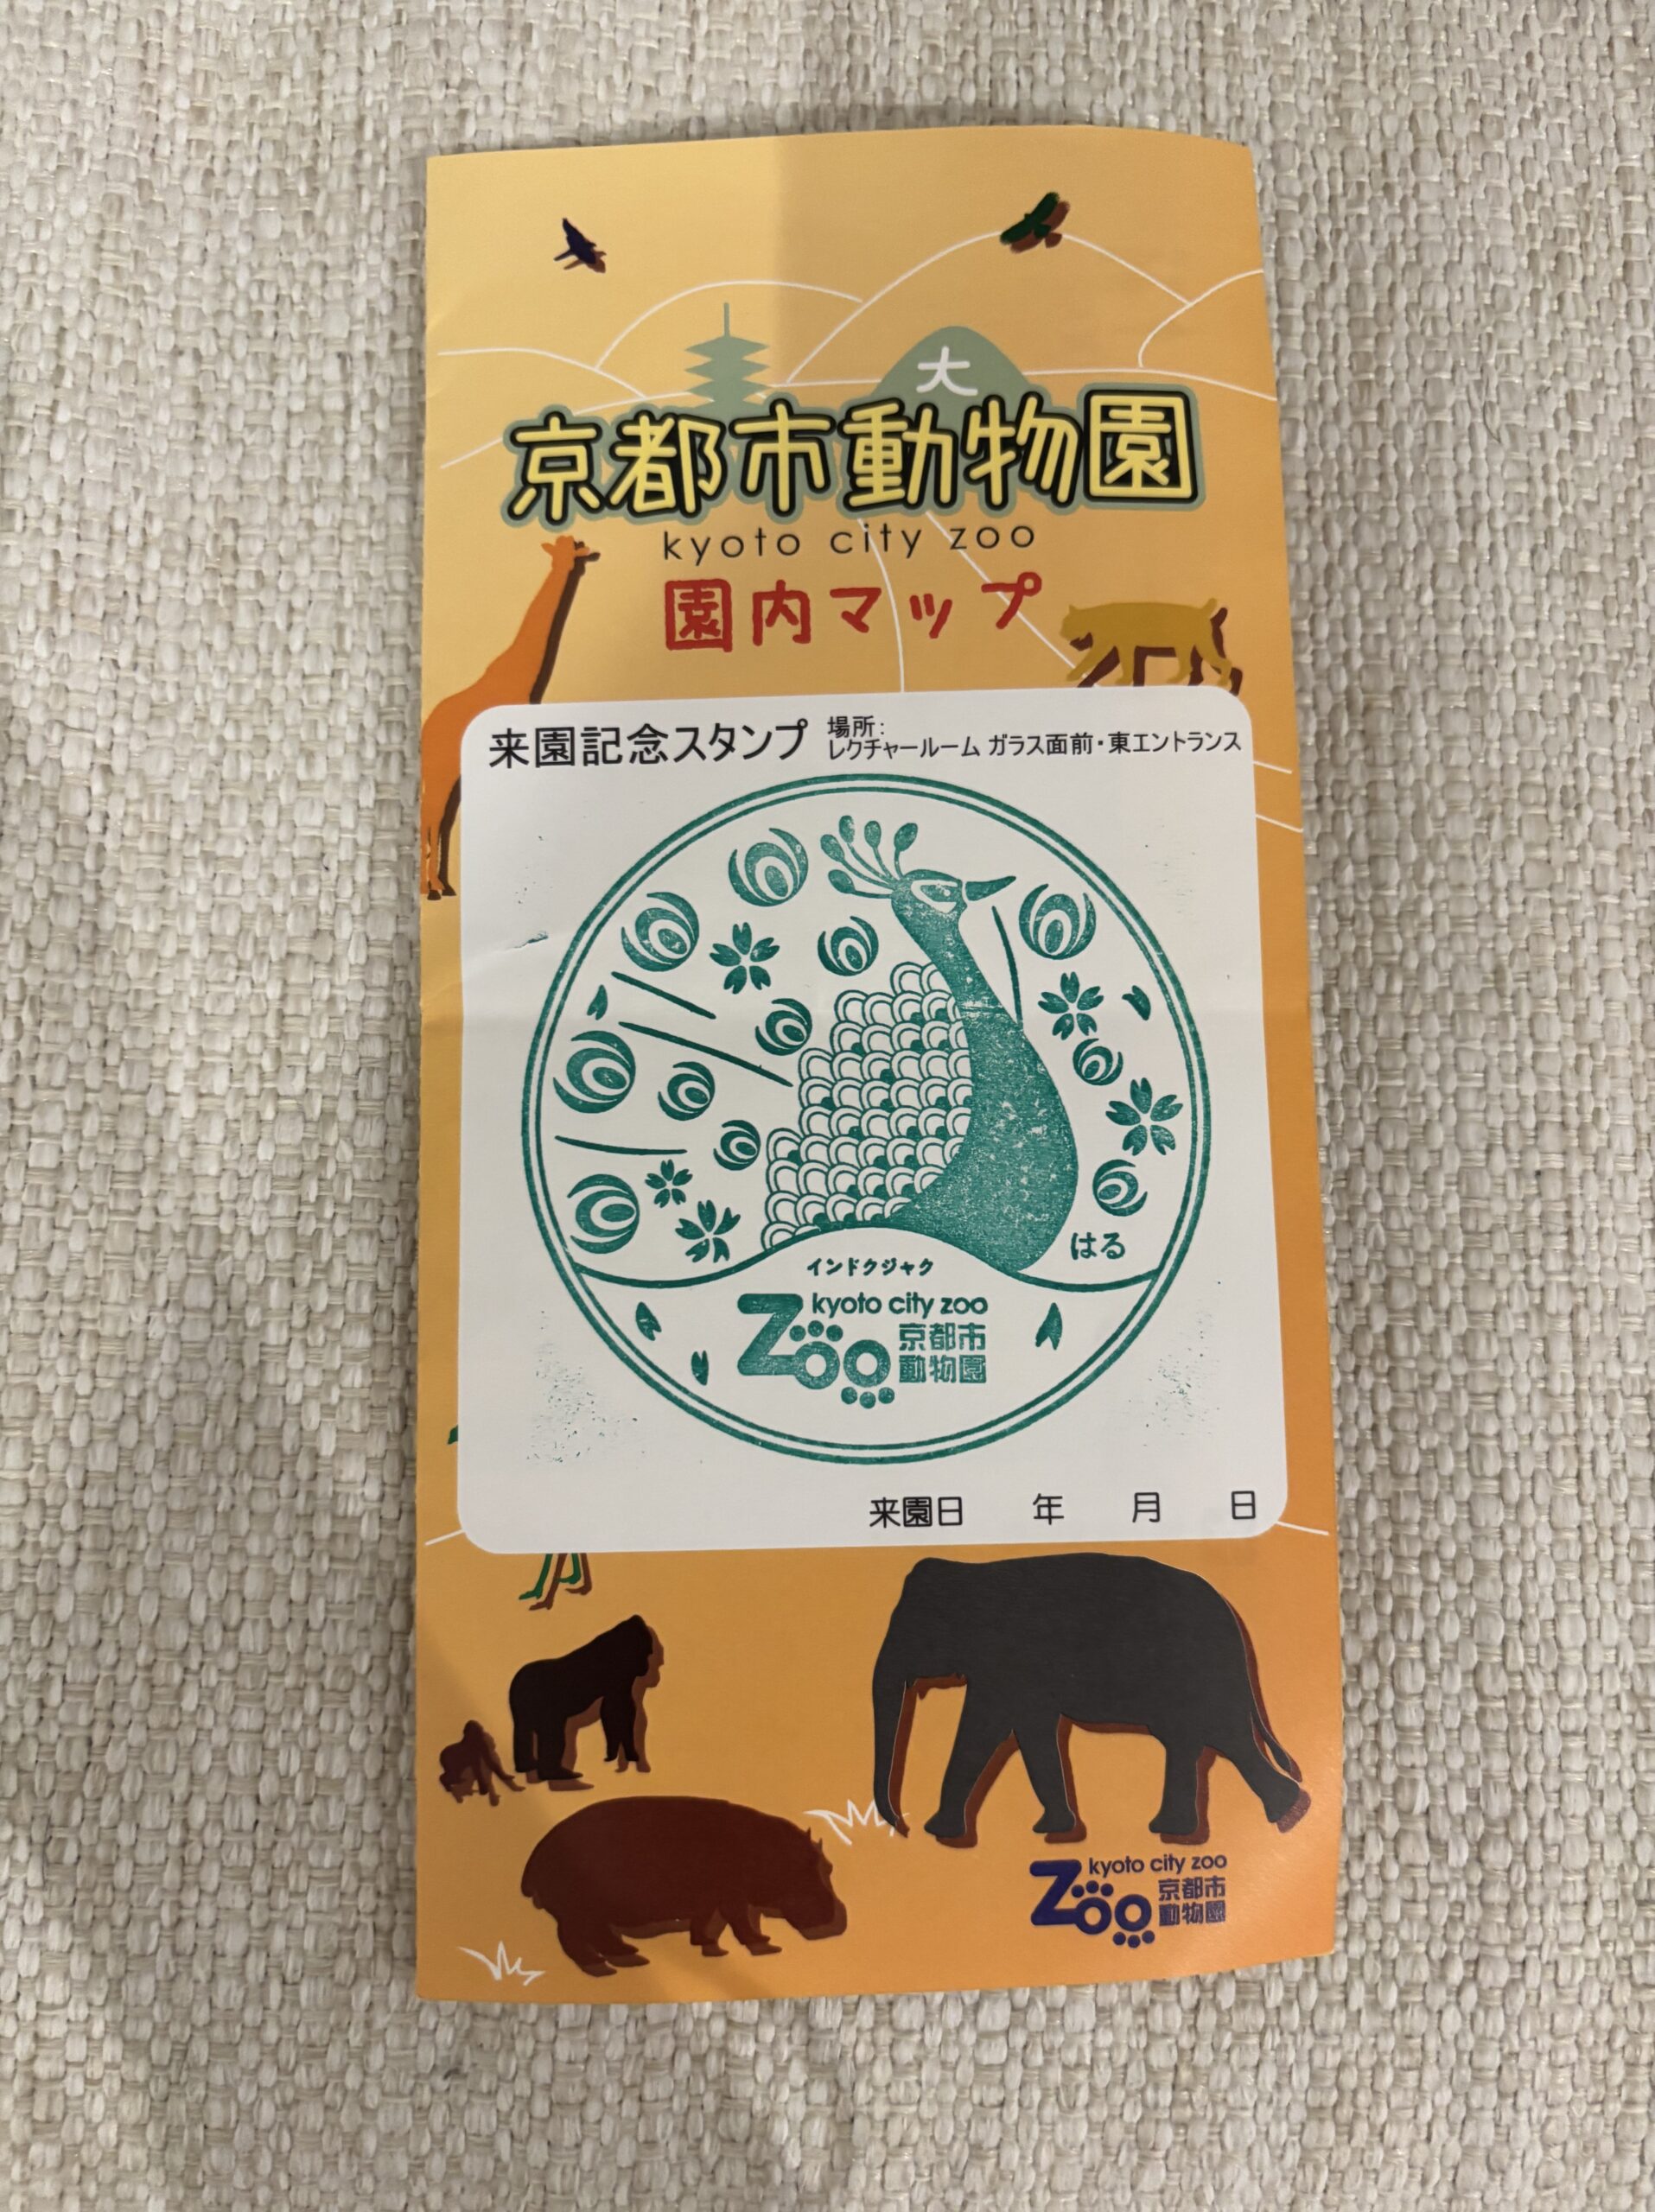 大
京都市動物園
kyoto city zoo
園内マップ
来園記念スタンプ
場所:
レクチャールーム ガラス面前・東エントランス
はる
インドクジャク
Zoo
kyoto city zoo
京都市
動物園
来園日 年 月 日
Zoo
kyoto city zoo
京都市
動物園